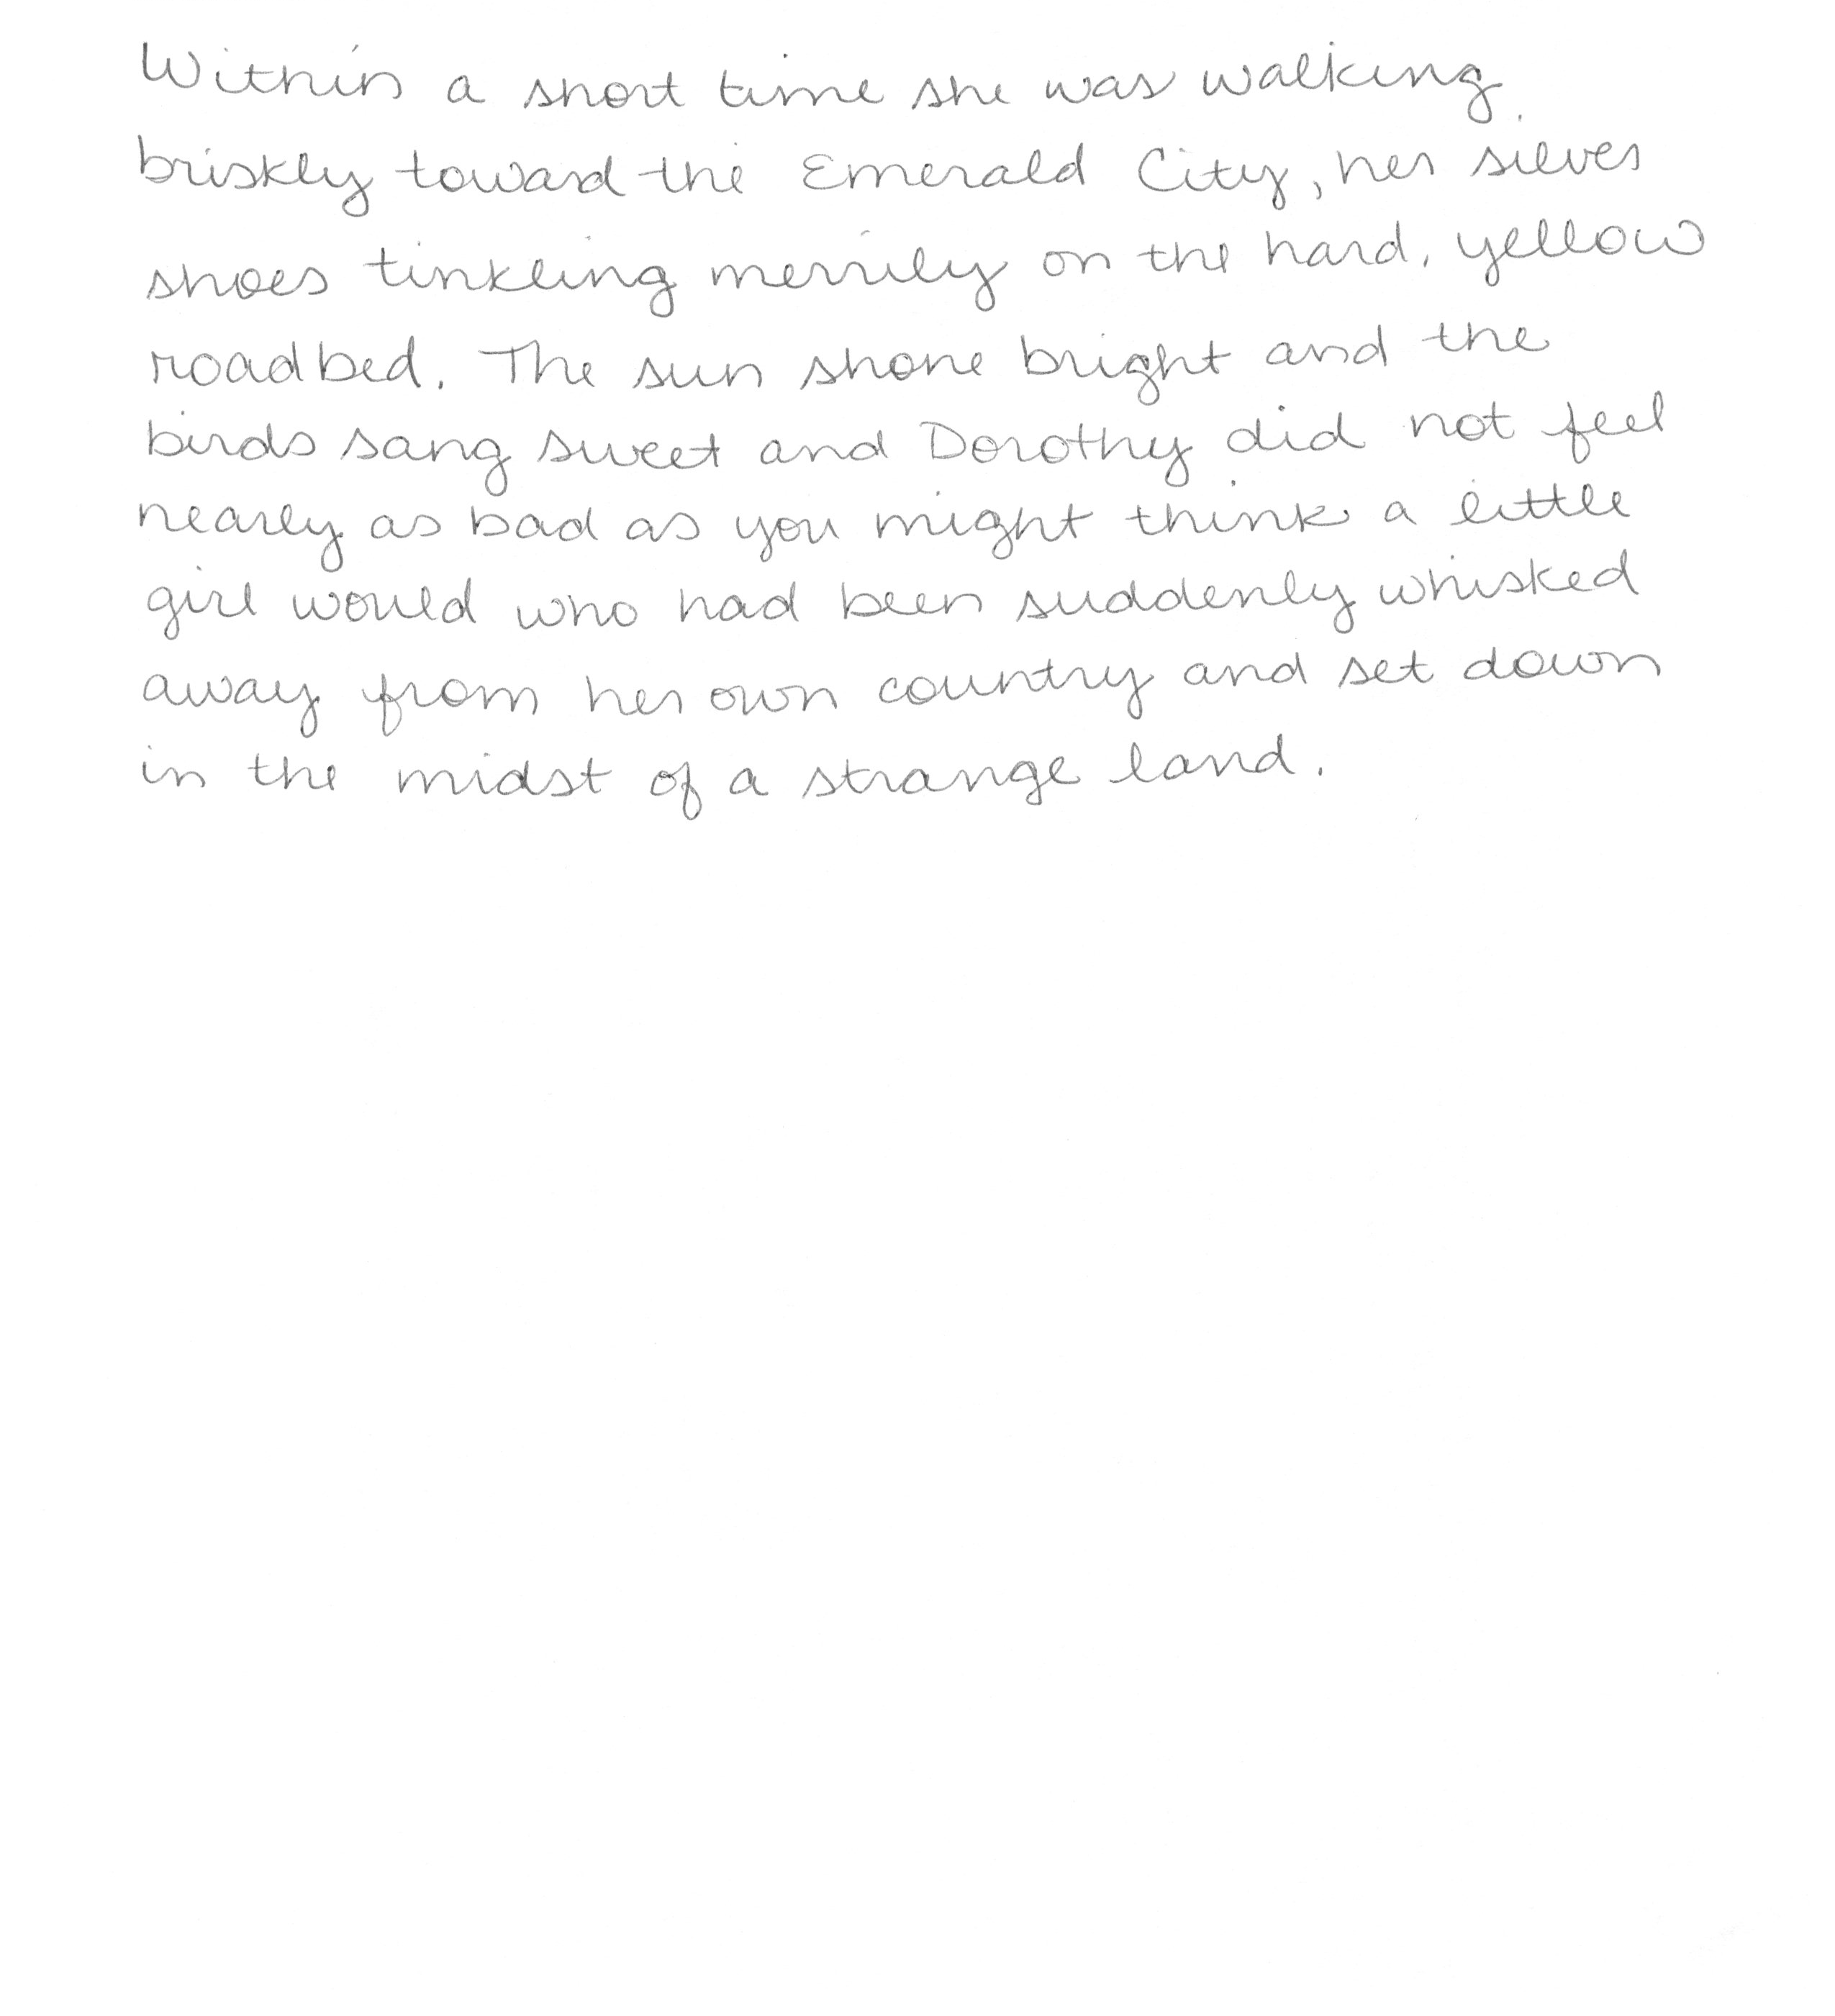 Within a short time she was walking
briskly toward the Emerald City, her silver
shoes tinkling merrily on the hard, yellow
roadbed. The sun shone bright and the
birds sang sweet and Dorothy did not feel
nearly as bad as you might think a little
girl would who had been suddenly whisked
away from her own country and set down
in the midst of a strange land.